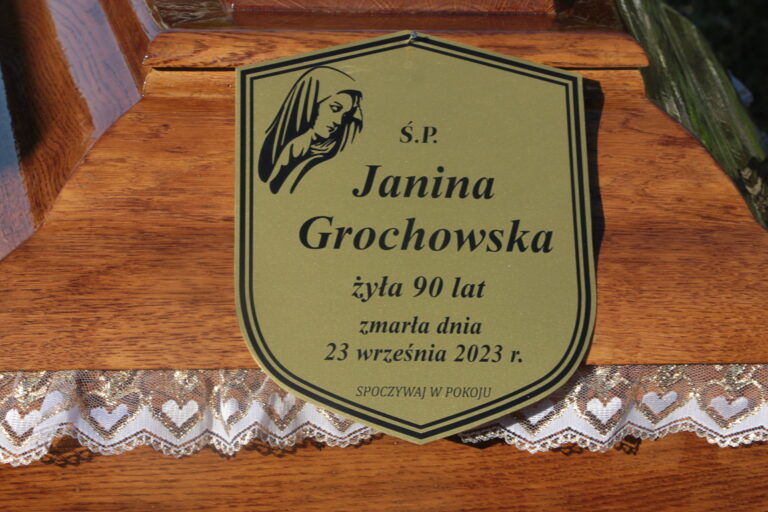 Ś.P.
Janina
Grochowska
żyła 90 lat
zmarła dnia
23 września 2023 r.
SPOCZYWAJ W POKOJU